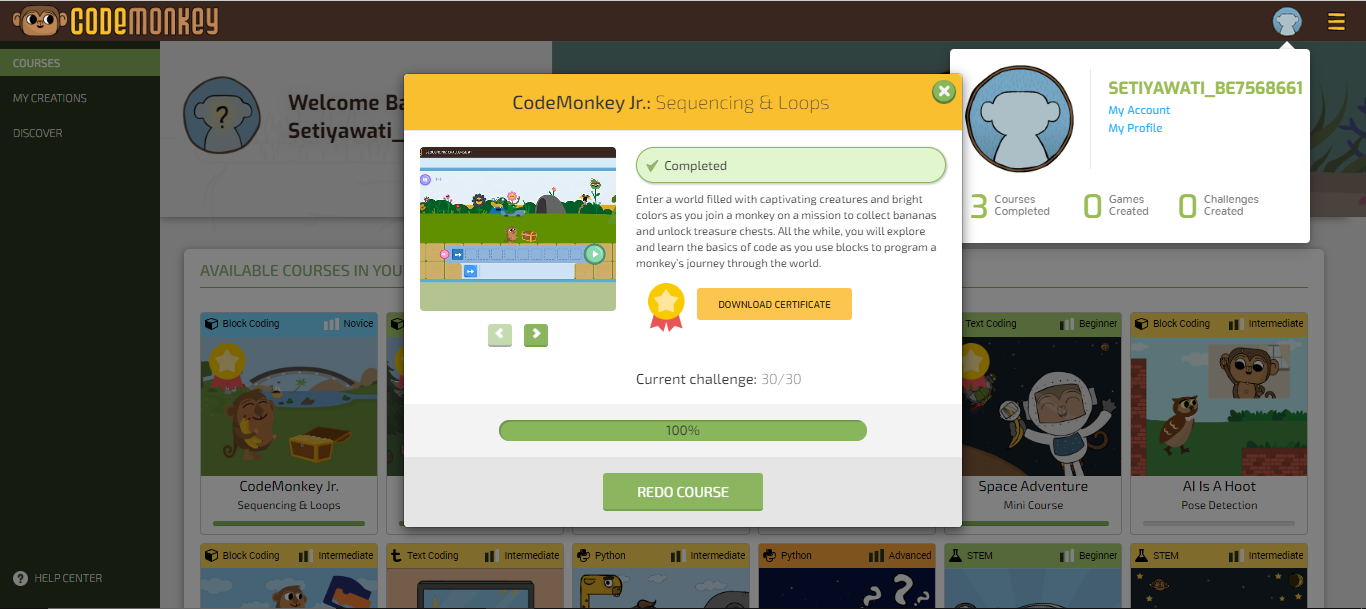 CODEMONKEY
COURSES
MY CREATIONS
DISCOVER
HELP CENTER
Welcome Ba
Setiyawati_
SETIYAWATI_BE7568661
My Account
My Profile
3 Courses Completed
0 Games Created
0 Challenges Created
CodeMonkey Jr.: Sequencing & Loops
Completed
Enter a world filled with captivating creatures and bright
colors as you join a monkey on a mission to collect bananas
and unlock treasure chests. All the while, you will explore
and learn the basics of code as you use blocks to program a
monkey's journey through the world.
DOWNLOAD CERTIFICATE
Current challenge: 30/30
100%
REDO COURSE
AVAILABLE COURSES IN YOU
Block Coding Novice
CodeMonkey Jr.
Sequencing & Loops
Text Coding Beginner
Space Adventure
Mini Course
Block Coding Intermediate
AI Is A Hoot
Pose Detection
Block Coding Intermediate
Text Coding Intermediate
Python Intermediate
Python Advanced
STEM Beginner
STEM Intermediate